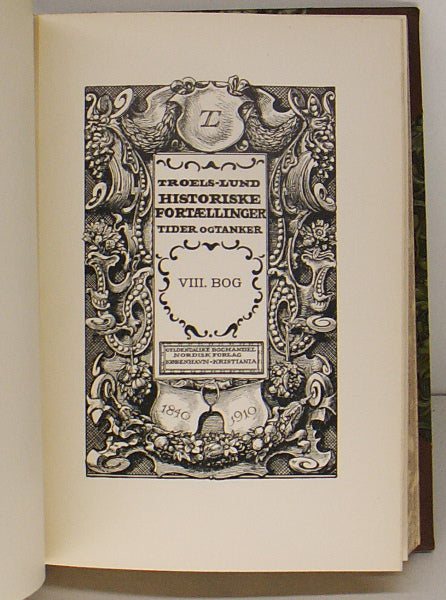 TL
TROELS-LUND
HISTORISKE
FORTÆLLINGER
TIDER OG TANKER
VIII. BOG
GYLDENDALSKE BOGHANDEL
NORDISK FORLAG
KØBENHAVN - KRISTIANIA
1840 1910